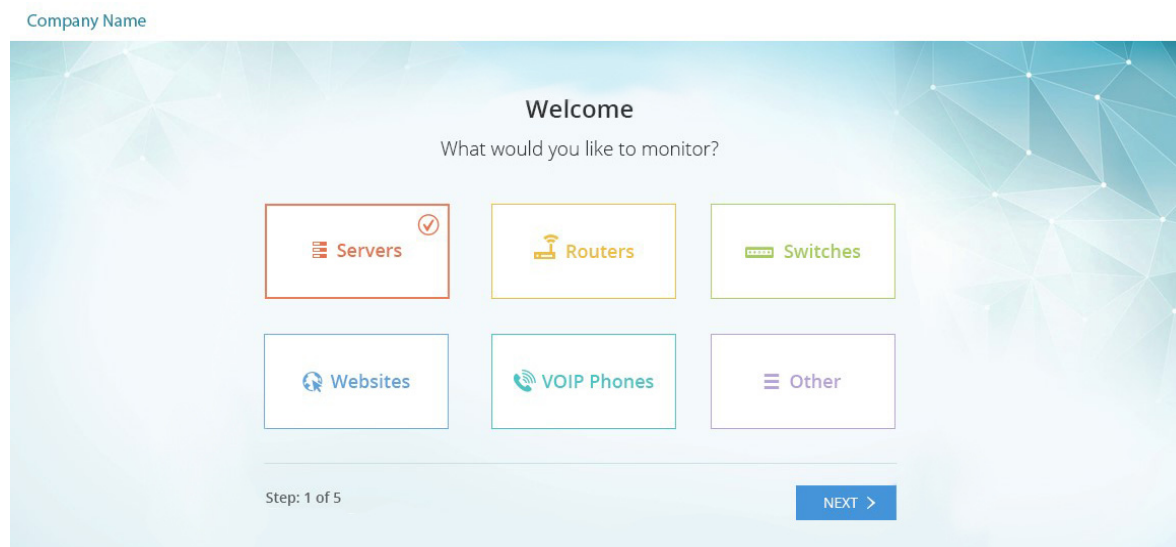 Company Name
Welcome
What would you like to monitor?
Servers
Routers
Switches
Websites
VOIP Phones
Other
Step: 1 of 5
NEXT